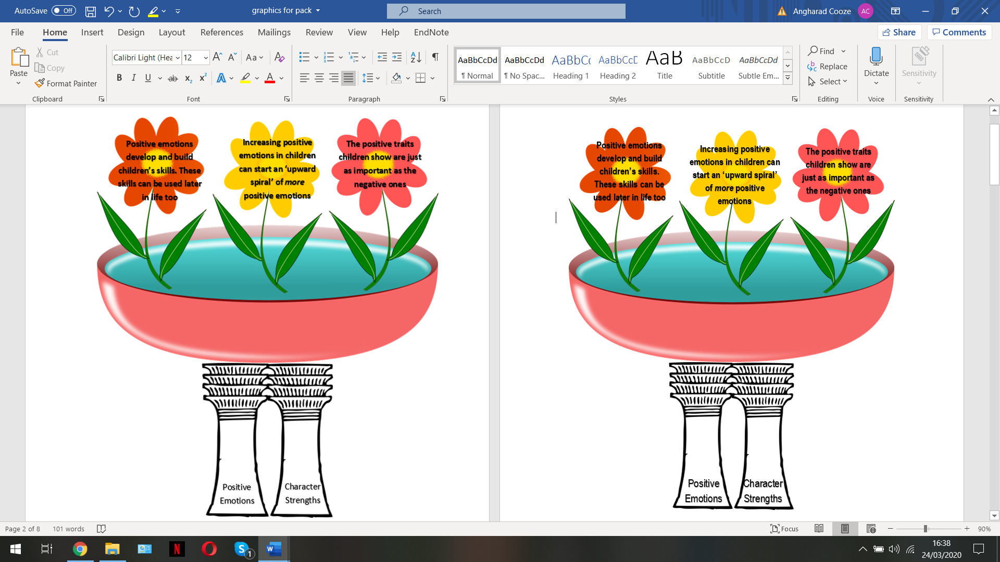 AutoSave Off
graphics for pack
Search
Angharad Cooze AC
File Home Insert Design Layout References Mailings Review View Help EndNote
Share Comments
Paste
Cut
Copy
Format Painter
Clipboard
Calibri Light (Hea 12
Font
Paragraph
AaBbCcDd AaBbCcDd AaBbCc AaBbCcD AaB AaBbCcD AaBbCcDd
¶ Normal ¶ No Spac... Heading 1 Heading 2 Title Subtitle Subtle Em...
Styles
Find
Replace
Select
Editing
Dictate
Voice
Sensitivity
Sensitivity
Positive emotions
develop and build
children's skills. These
skills can be used later
in life too
Increasing positive
emotions in children
can start an ‘upward
spiral’ of more
positive emotions
The positive traits
children show are just
as important as the
negative ones
Positive
Emotions
Character
Strengths
Positive emotions
develop and build
children's skills.
These skills can be
used later in life too
Increasing positive
emotions in children can
start an ‘upward spiral’
of more positive
emotions
The positive traits
children show are
just as important as
the negative ones
Positive
Emotions
Character
Strengths
Page 2 of 8 101 words
Focus
90%
1
16:38
24/03/2020